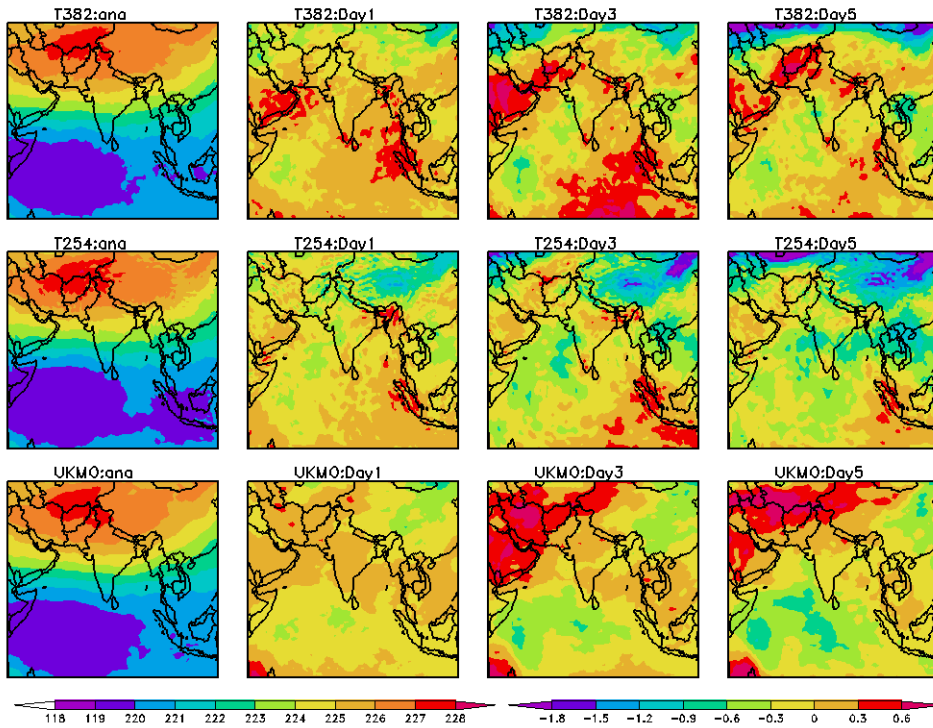 T382:ana T382:Day1 T382:Day3 T382:Day5
T254:ana T254:Day1 T254:Day3 T254:Day5
UKMO:ana UKMO:Day1 UKMO:Day3 UKMO:Day5
118 119 220 221 222 223 224 225 226 227 228 -1.8 -1.5 -1.2 -0.9 -0.6 -0.3 0 0.3 0.6